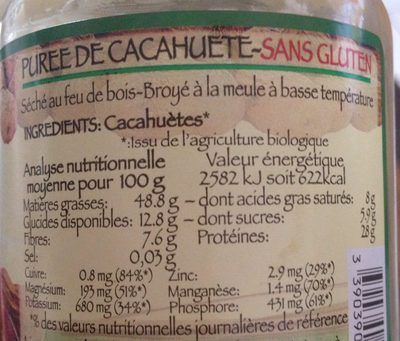 PUREE DE CACAHUETE-SANS GLUTEN
Séché au feu de bois-Broyé à la meule à basse température
INGREDIENTS: Cacahuètes*
*:Issu de l'agriculture biologique
Analyse nutritionnelle Valeur énergétique
moyenne pour 100 g 2582 kJ soit 622kcal
Matières grasses: 48.8 g – dont acides gras saturés: 8g
Glucides disponibles: 12.8 g – dont sucres: 5.9g
Fibres: 7.6 g Protéines: 28g
Sel: 0,03 g
Cuivre: 0.8 mg (84%*) Zinc: 2.9 mg (29%*)
Magnésium: 193 mg (51%*) Manganèse: 1.4 mg (70%*)
Potassium: 680 mg (34%*) Phosphore: 431 mg (61%*)
*% des valeurs nutritionnelles journalières de référence
3 390390